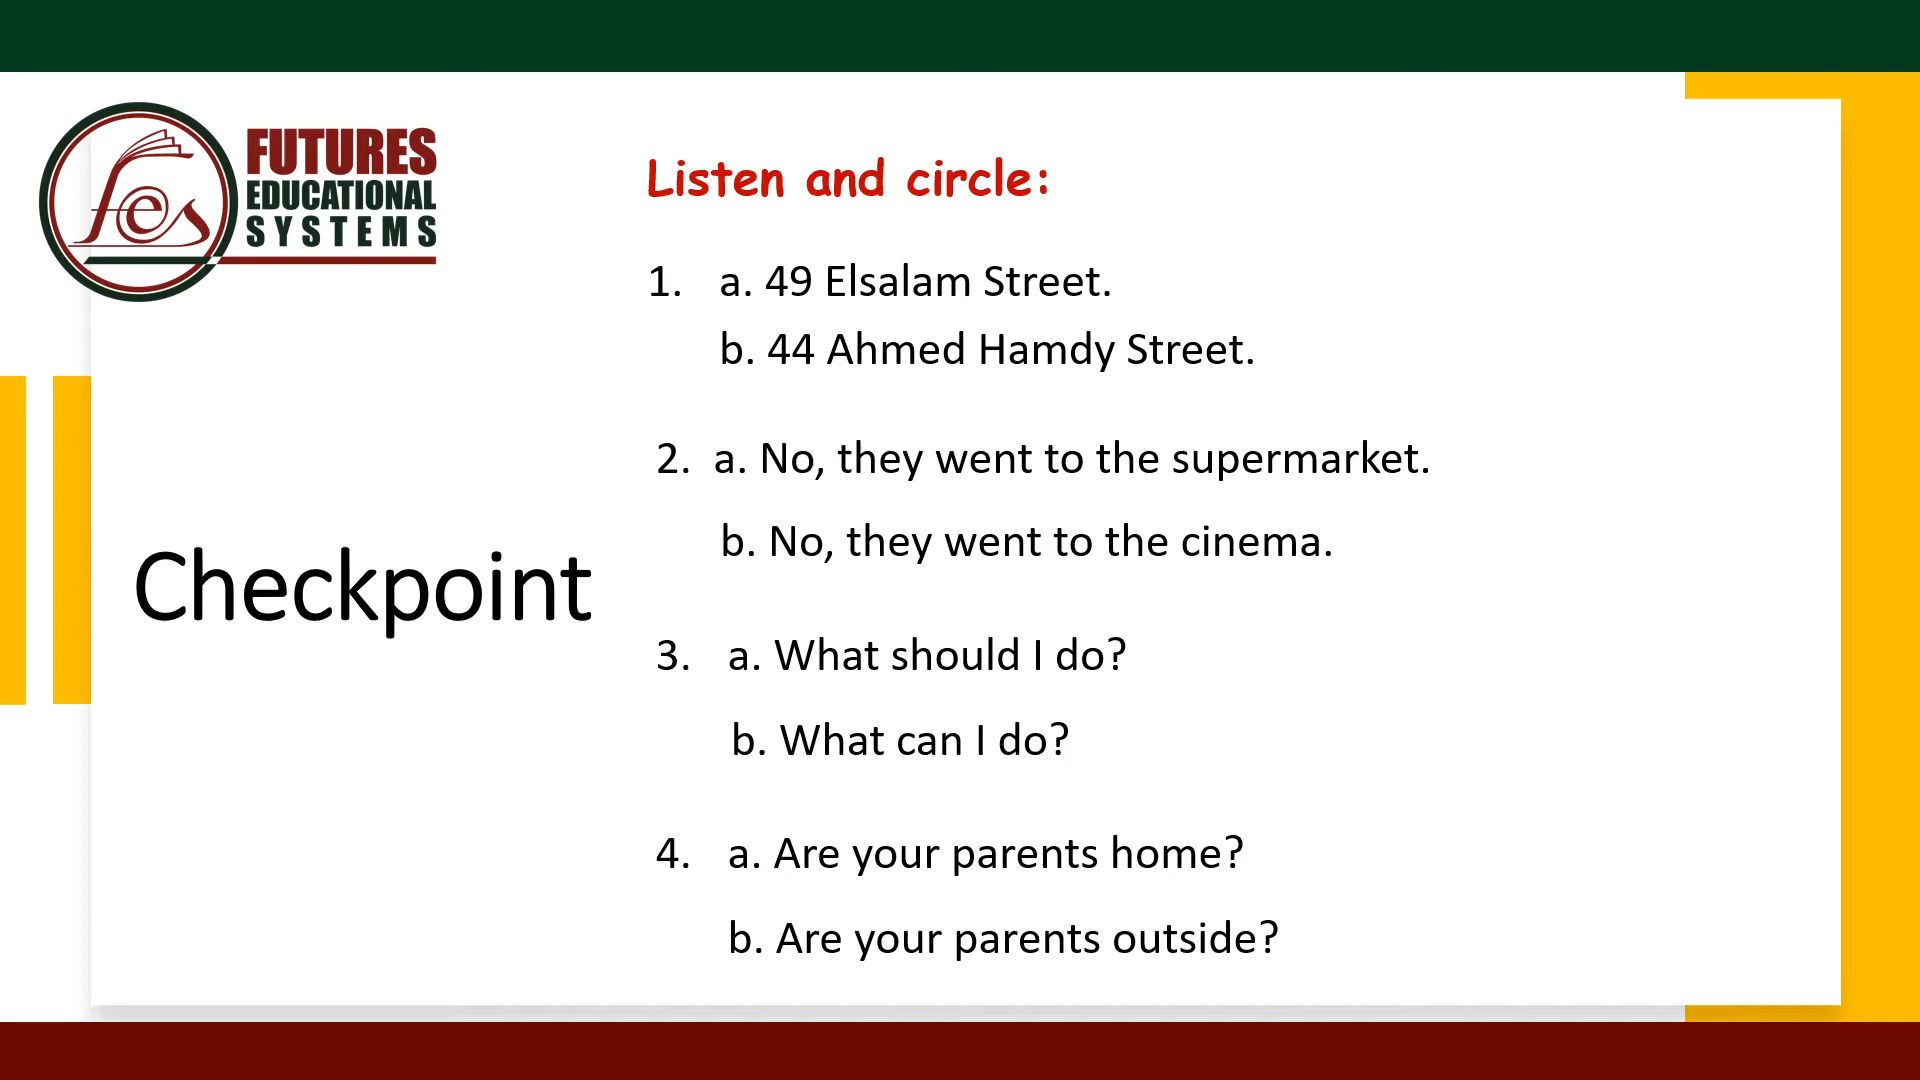 fes
FUTURES
EDUCATIONAL
SYSTEMS
Listen and circle:
1. a. 49 Elsalam Street.
b. 44 Ahmed Hamdy Street.
2. a. No, they went to the supermarket.
b. No, they went to the cinema.
Checkpoint
3. a. What should I do?
b. What can I do?
4. a. Are your parents home?
b. Are your parents outside?